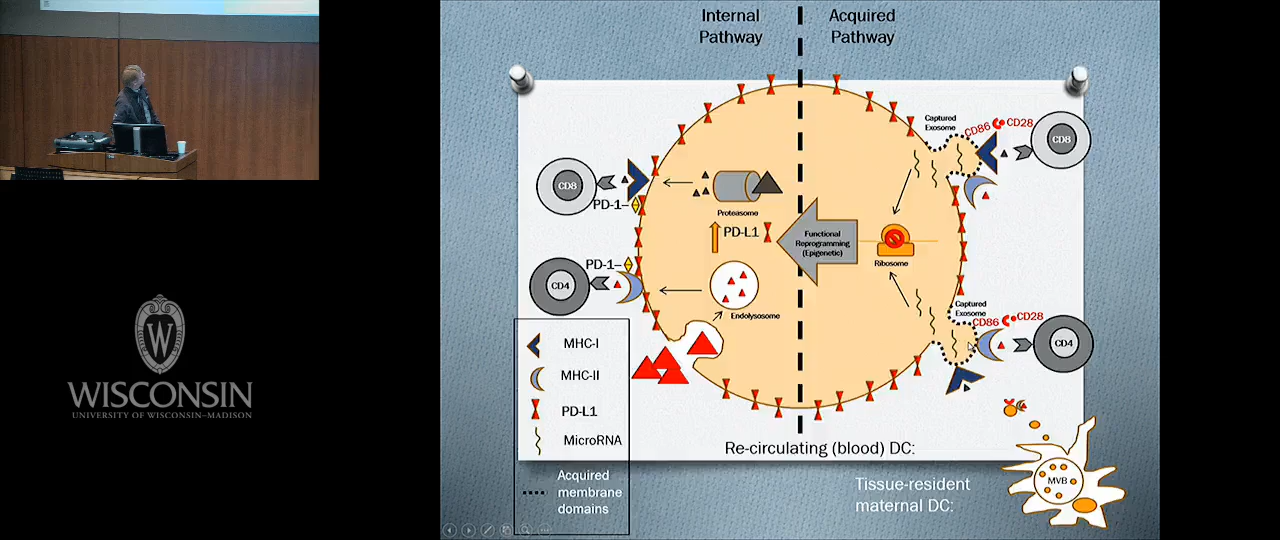 Internal
Pathway
Acquired
Pathway
Captured
Exosome
CD86
CD28
CD8
CD8
PD-1
Proteasome
PD-L1
Functional
Reprogramming
(Epigenetic)
Ribosome
PD-1
CD4
Endolysosome
Captured
Exosome
CD86
CD28
CD4
MHC-I
MHC-II
PD-L1
MicroRNA
Acquired
membrane
domains
Re-circulating (blood) DC:
Tissue-resident
maternal DC:
MVB
W
WISCONSIN
UNIVERSITY OF WISCONSIN–MADISON